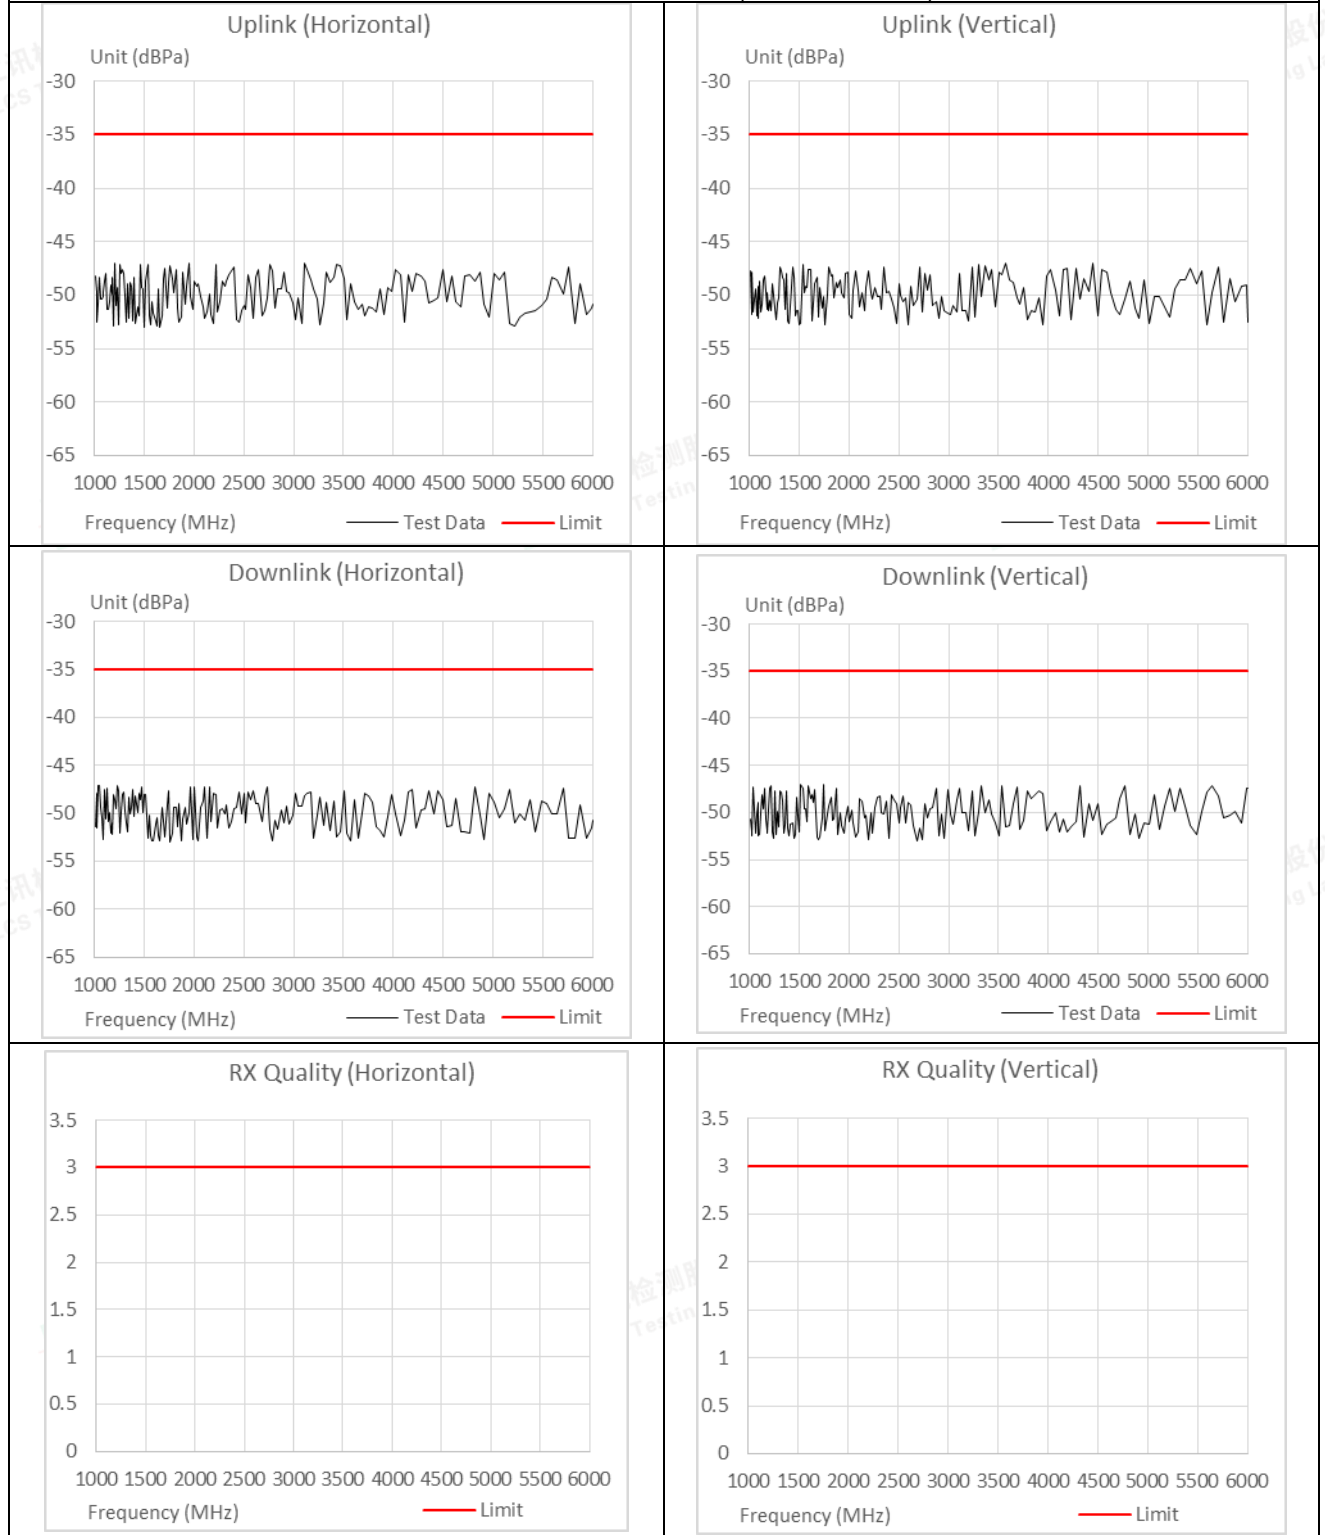 Uplink (Horizontal)
Unit (dBPa)
-30
-35
-40
-45
-50
-55
-60
-65
1000 1500 2000 2500 3000 3500 4000 4500 5000 5500 6000
Frequency (MHz)
Test Data
Limit
Uplink (Vertical)
Unit (dBPa)
-30
-35
-40
-45
-50
-55
-60
-65
1000 1500 2000 2500 3000 3500 4000 4500 5000 5500 6000
Frequency (MHz)
Test Data
Limit
Downlink (Horizontal)
Unit (dBPa)
-30
-35
-40
-45
-50
-55
-60
-65
1000 1500 2000 2500 3000 3500 4000 4500 5000 5500 6000
Frequency (MHz)
Test Data
Limit
Downlink (Vertical)
Unit (dBPa)
-30
-35
-40
-45
-50
-55
-60
-65
1000 1500 2000 2500 3000 3500 4000 4500 5000 5500 6000
Frequency (MHz)
Test Data
Limit
RX Quality (Horizontal)
3.5
3
2.5
2
1.5
1
0.5
0
1000 1500 2000 2500 3000 3500 4000 4500 5000 5500 6000
Frequency (MHz)
Limit
RX Quality (Vertical)
3.5
3
2.5
2
1.5
1
0.5
0
1000 1500 2000 2500 3000 3500 4000 4500 5000 5500 6000
Frequency (MHz)
Limit
检测
Testin
检测
Testin